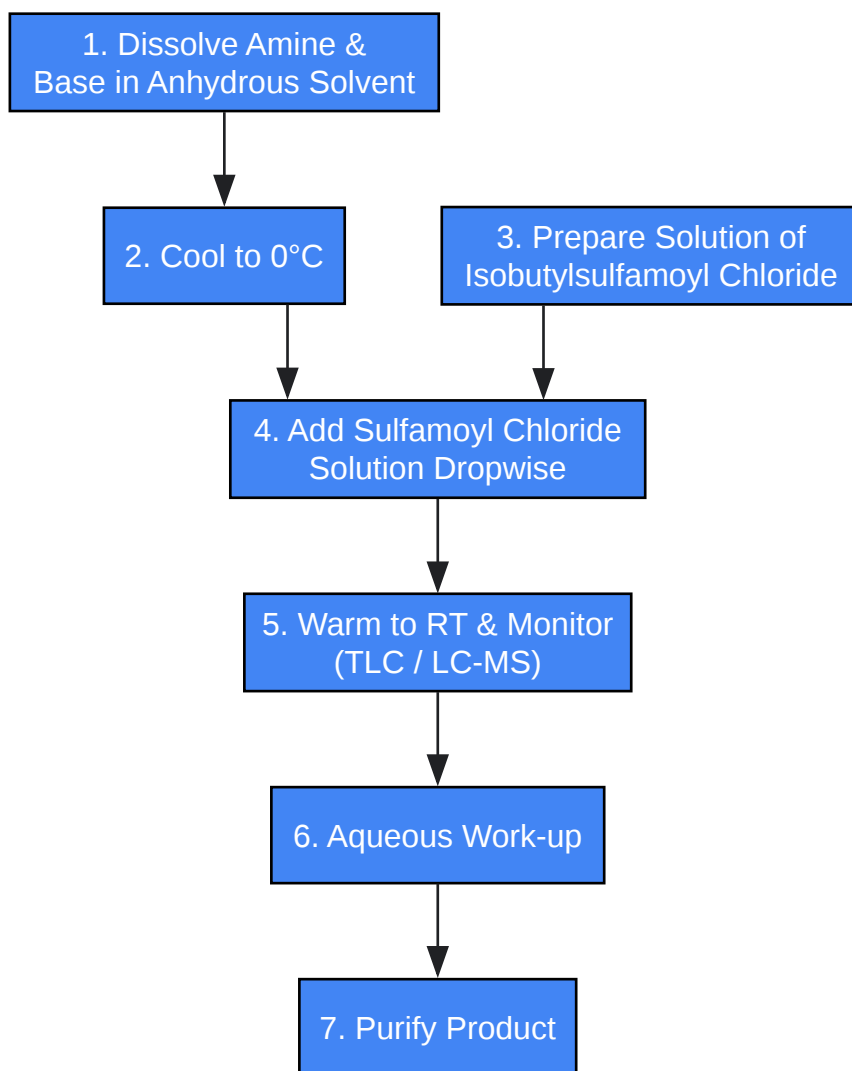 1. Dissolve Amine &
Base in Anhydrous Solvent
2. Cool to 0°C
3. Prepare Solution of
Isobutylsulfamoyl Chloride
4. Add Sulfamoyl Chloride
Solution Dropwise
5. Warm to RT & Monitor
(TLC / LC-MS)
6. Aqueous Work-up
7. Purify Product